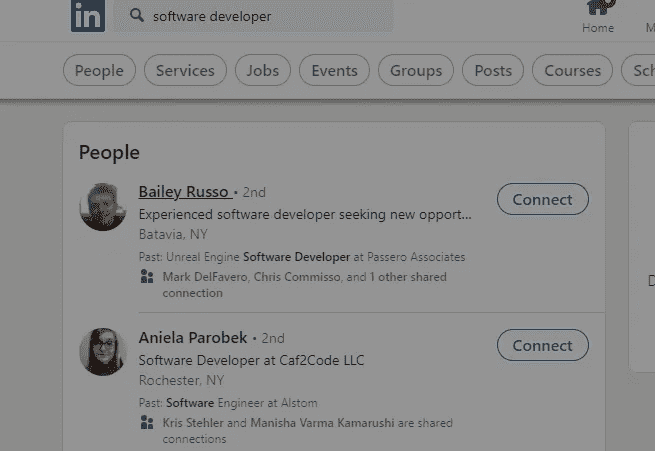 in
software developer
Home
People
Services
Jobs
Events
Groups
Posts
Courses
People
Bailey Russo • 2nd
Connect
Experienced software developer seeking new opport...
Batavia, NY
Past: Unreal Engine Software Developer at Passero Associates
Mark DelFavero, Chris Commisso, and 1 other shared
connection
Aniela Parobek • 2nd
Connect
Software Developer at Caf2Code LLC
Rochester, NY
Past: Software Engineer at Alstom
Kris Stehler and Manisha Varma Kamarushi are shared
connections